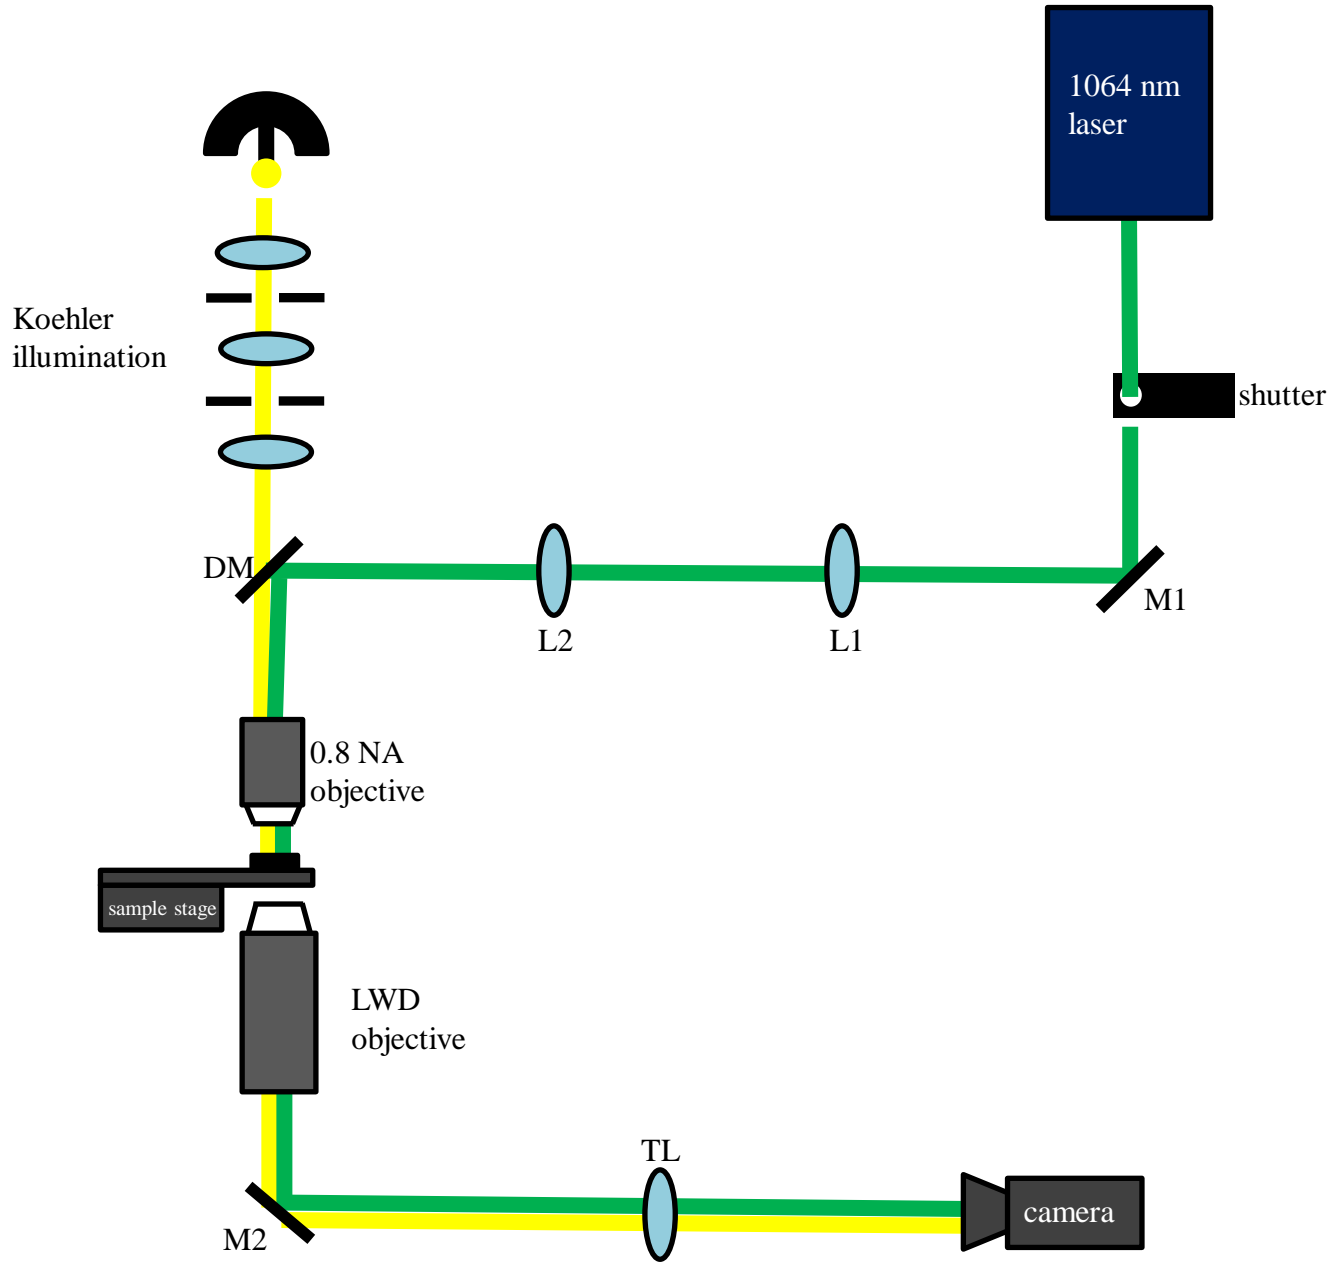 1064 nm
laser
Koehler
illumination
shutter
DM
M1
L2
L1
0.8 NA
objective
sample stage
LWD
objective
TL
camera
M2